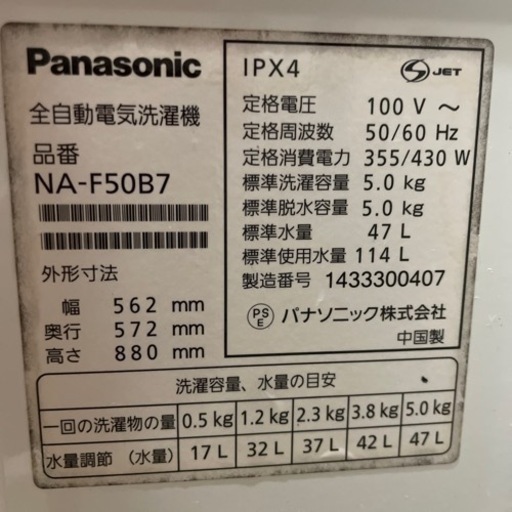 Panasonic
全自動電気洗濯機
品番
NA-F50B7
外形寸法
幅 562 mm
奥行 572 mm
高さ 880 mm
IPX4
S JET
定格電圧 100 V ～
定格周波数 50/60 Hz
定格消費電力 355/430 W
標準洗濯容量 5.0 kg
標準脱水容量 5.0 kg
標準水量 47 L
標準使用水量 114 L
製造番号 1433300407
PS E パナソニック株式会社
中国製
洗濯容量、水量の目安
一回の洗濯物の量 0.5 kg 1.2 kg 2.3 kg 3.8 kg 5.0 kg
水量調節 (水量) 17 L 32 L 37 L 42 L 47 L